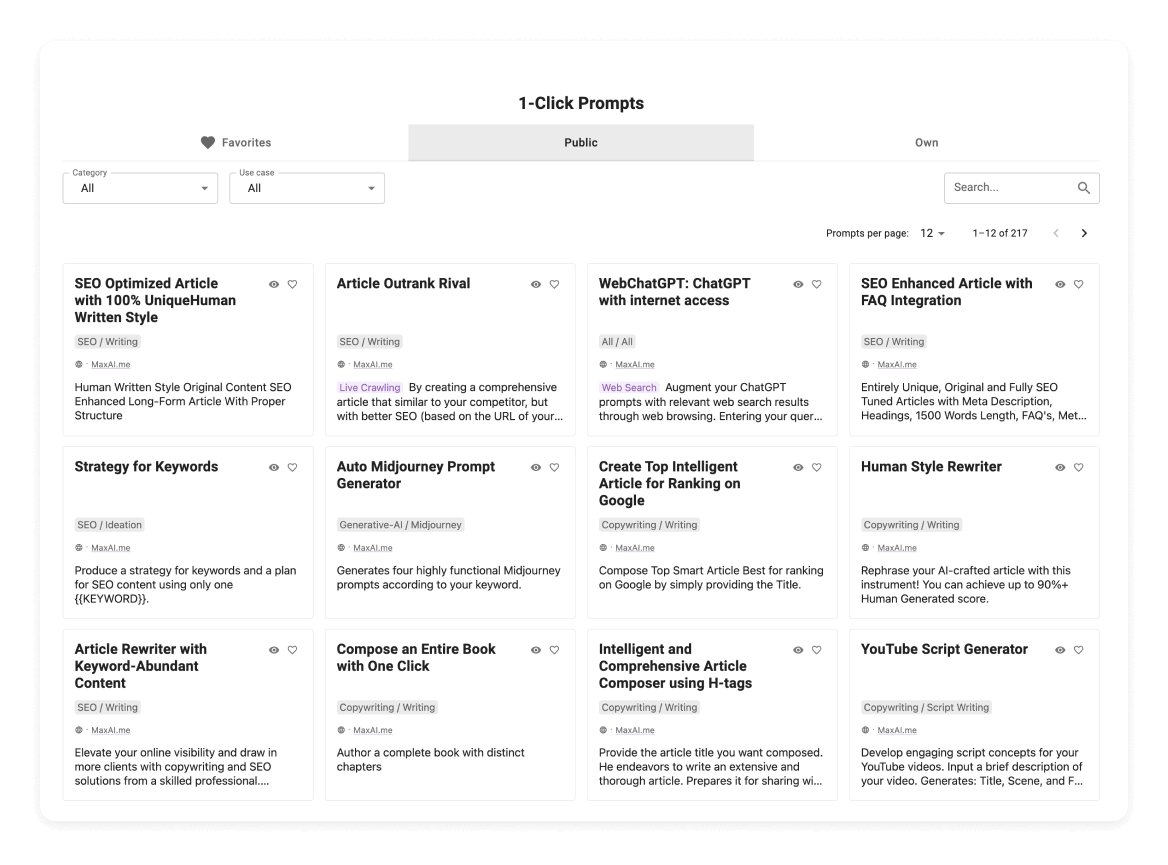 1-Click Prompts
Favorites
Public
Own
Category
All
Use case
All
Search...
Prompts per page: 12 1–12 of 217
SEO Optimized Article
with 100% UniqueHuman
Written Style
SEO / Writing
· MaxAI.me
Human Written Style Original Content SEO
Enhanced Long-Form Article With Proper
Structure
Article Outrank Rival
SEO / Writing
· MaxAI.me
Live Crawling By creating a comprehensive
article that similar to your competitor, but
with better SEO (based on the URL of your...
WebChatGPT: ChatGPT
with internet access
All / All
· MaxAI.me
Web Search Augment your ChatGPT
prompts with relevant web search results
through web browsing. Entering your quer...
SEO Enhanced Article with
FAQ Integration
SEO / Writing
· MaxAI.me
Entirely Unique, Original and Fully SEO
Tuned Articles with Meta Description,
Headings, 1500 Words Length, FAQ's, Met...
Strategy for Keywords
SEO / Ideation
· MaxAI.me
Produce a strategy for keywords and a plan
for SEO content using only one
{{KEYWORD}}.
Auto Midjourney Prompt
Generator
Generative-AI / Midjourney
· MaxAI.me
Generates four highly functional Midjourney
prompts according to your keyword.
Create Top Intelligent
Article for Ranking on
Google
Copywriting / Writing
· MaxAI.me
Compose Top Smart Article Best for ranking
on Google by simply providing the Title.
Human Style Rewriter
Copywriting / Writing
· MaxAI.me
Rephrase your AI-crafted article with this
instrument! You can achieve up to 90%+
Human Generated score.
Article Rewriter with
Keyword-Abundant
Content
SEO / Writing
· MaxAI.me
Elevate your online visibility and draw in
more clients with copywriting and SEO
solutions from a skilled professional....
Compose an Entire Book
with One Click
Copywriting / Writing
· MaxAI.me
Author a complete book with distinct
chapters
Intelligent and
Comprehensive Article
Composer using H-tags
Copywriting / Writing
· MaxAI.me
Provide the article title you want composed.
He endeavors to write an extensive and
thorough article. Prepares it for sharing wi...
YouTube Script Generator
Copywriting / Script Writing
· MaxAI.me
Develop engaging script concepts for your
YouTube videos. Input a brief description of
your video. Generates: Title, Scene, and F...